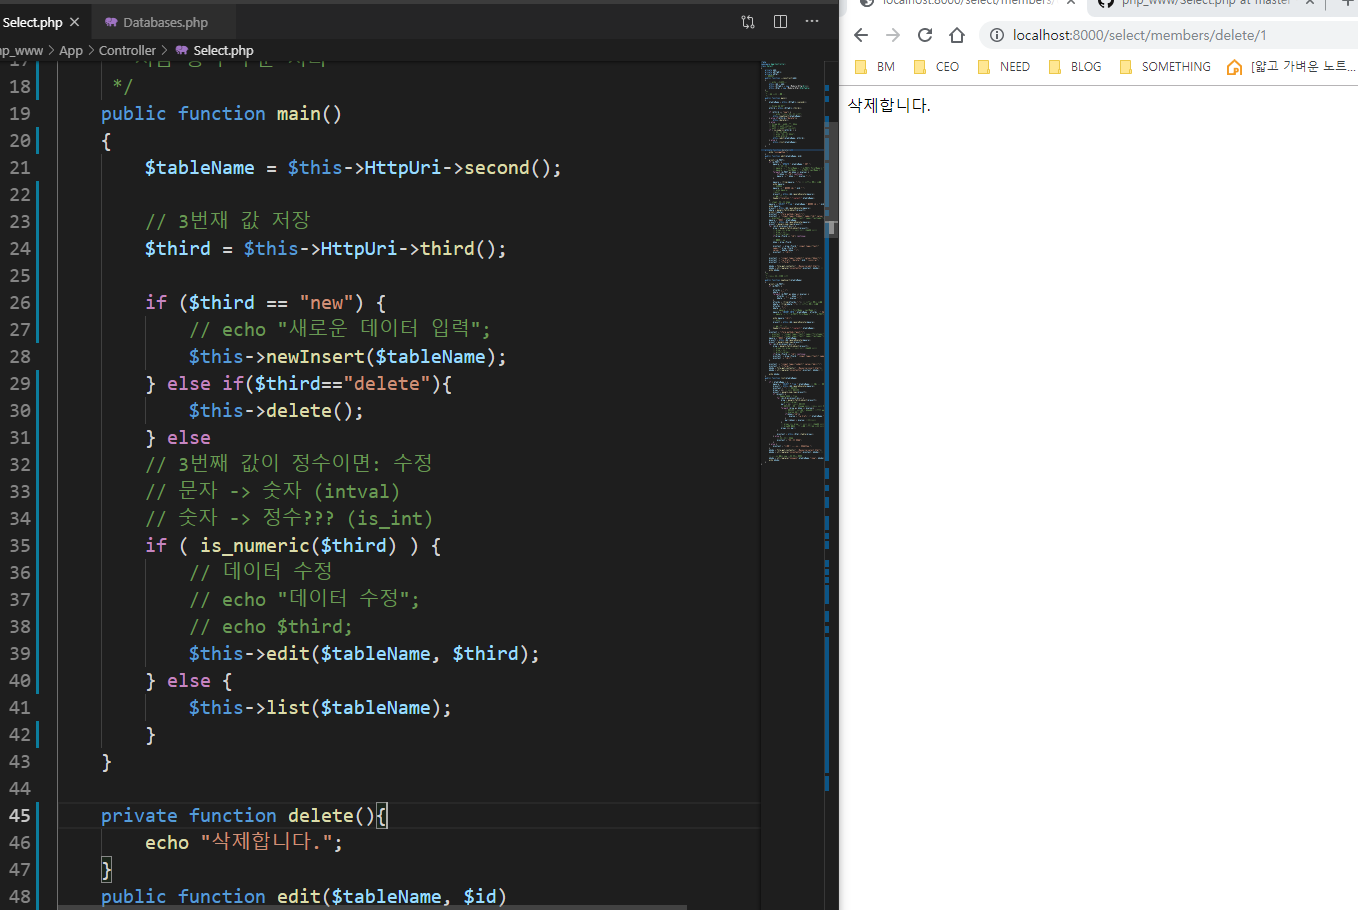 Select.php
Databases.php
hp_www > App > Controller > Select.php
17
18 */
19 public function main()
20 {
21 $tableName = $this->HttpUri->second();
22
23 // 3번재 값 저장
24 $third = $this->HttpUri->third();
25
26 if ($third == "new") {
27 // echo "새로운 데이터 입력";
28 $this->newInsert($tableName);
29 } else if($third=="delete"){
30 $this->delete();
31 } else
32 // 3번째 값이 정수이면: 수정
33 // 문자 -> 숫자 (intval)
34 // 숫자 -> 정수??? (is_int)
35 if ( is_numeric($third) ) {
36 // 데이터 수정
37 // echo "데이터 수정";
38 // echo $third;
39 $this->edit($tableName, $third);
40 } else {
41 $this->list($tableName);
42 }
43 }
44
45 private function delete(){
46 echo "삭제합니다.";
47 }
48 public function edit($tableName, $id)
localhost:8000/select/members/
php_www/Select.php at master
localhost:8000/select/members/delete/1
BM
CEO
NEED
BLOG
SOMETHING
[얇고 가벼운 노트...
삭제합니다.